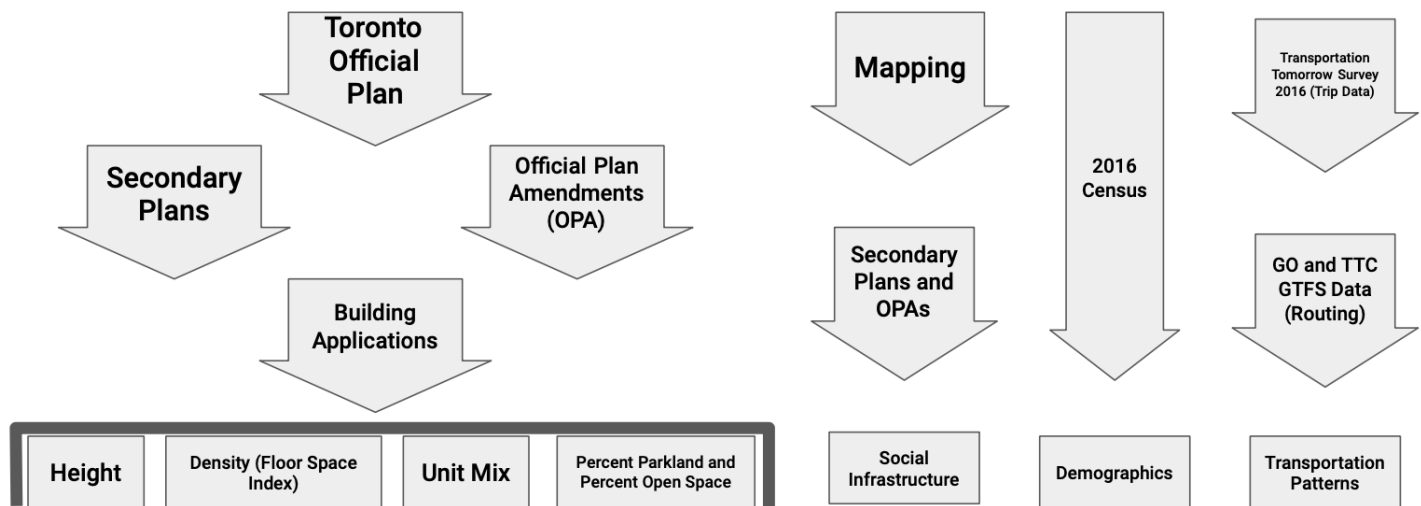 Toronto
Official
Plan
Secondary
Plans
Official Plan
Amendments
(OPA)
Building
Applications
Height
Density (Floor Space
Index)
Unit Mix
Percent Parkland and
Percent Open Space
Mapping
Secondary
Plans and
OPAs
Social
Infrastructure
2016
Census
Demographics
Transportation
Tomorrow Survey
2016 (Trip Data)
GO and TTC
GTFS Data
(Routing)
Transportation
Patterns